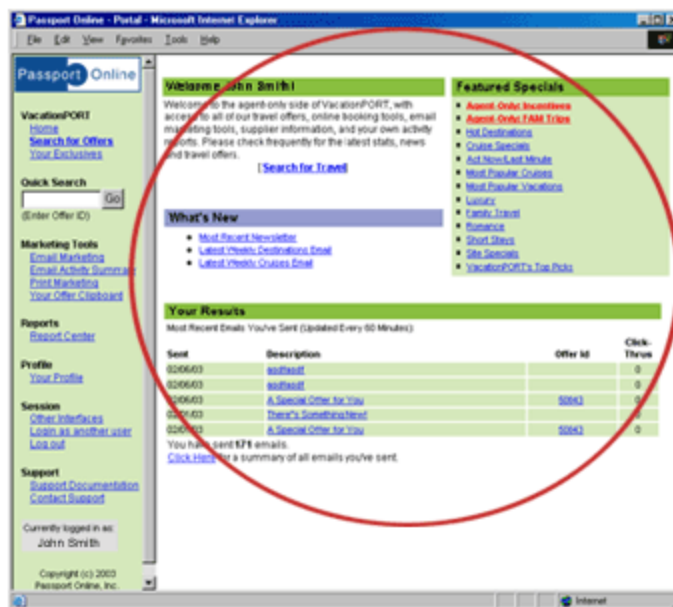 Passport Online - Portal - Microsoft Internet Explorer
File Edit View Favorites Tools Help
Passport Online
VacationPORT
Home
Search for Offers
Your Exclusives
Quick Search
Go
(Enter Offer ID)
Marketing Tools
Email Marketing
Email Activity Summary
Print Marketing
Your Offer Clipboard
Reports
Report Center
Profile
Your Profile
Session
Other Interfaces
Login as another user
Log out
Support
Support Documentation
Contact Support
Currently logged in as:
John Smith
Copyright (c) 2003
Passport Online, Inc.
Welcome John Smith!
Welcome to the agent-only side of VacationPORT, with
access to all of our travel offers, online booking tools, email
marketing tools, supplier information, and your own activity
reports. Please check frequently for the latest stats, news
and travel offers.
[Search for Travel]
What's New
Most Recent Newsletter
Latest Weekly Destinations Email
Latest Weekly Cruises Email
Featured Specials
Agent-Only: Incentives
Agent-Only: FAM Trips
Hot Destinations
Cruise Specials
Act Now/Last Minute
Most Popular Cruises
Most Popular Vacations
Luxury
Family Travel
Romance
Short Stays
Site Specials
VacationPORT's Top Picks
Your Results
Most Recent Emails You've Sent (Updated Every 60 Minutes):
Sent Description Offer Id Click-Thrus
02/06/03 0
02/06/03 0
02/06/03 A Special Offer for You 50843 0
02/01/03 There's Something New! 0
A Special Offer for You 50843 0
You have sent 171 emails.
Click Here for a summary of all emails you've sent.
Internet